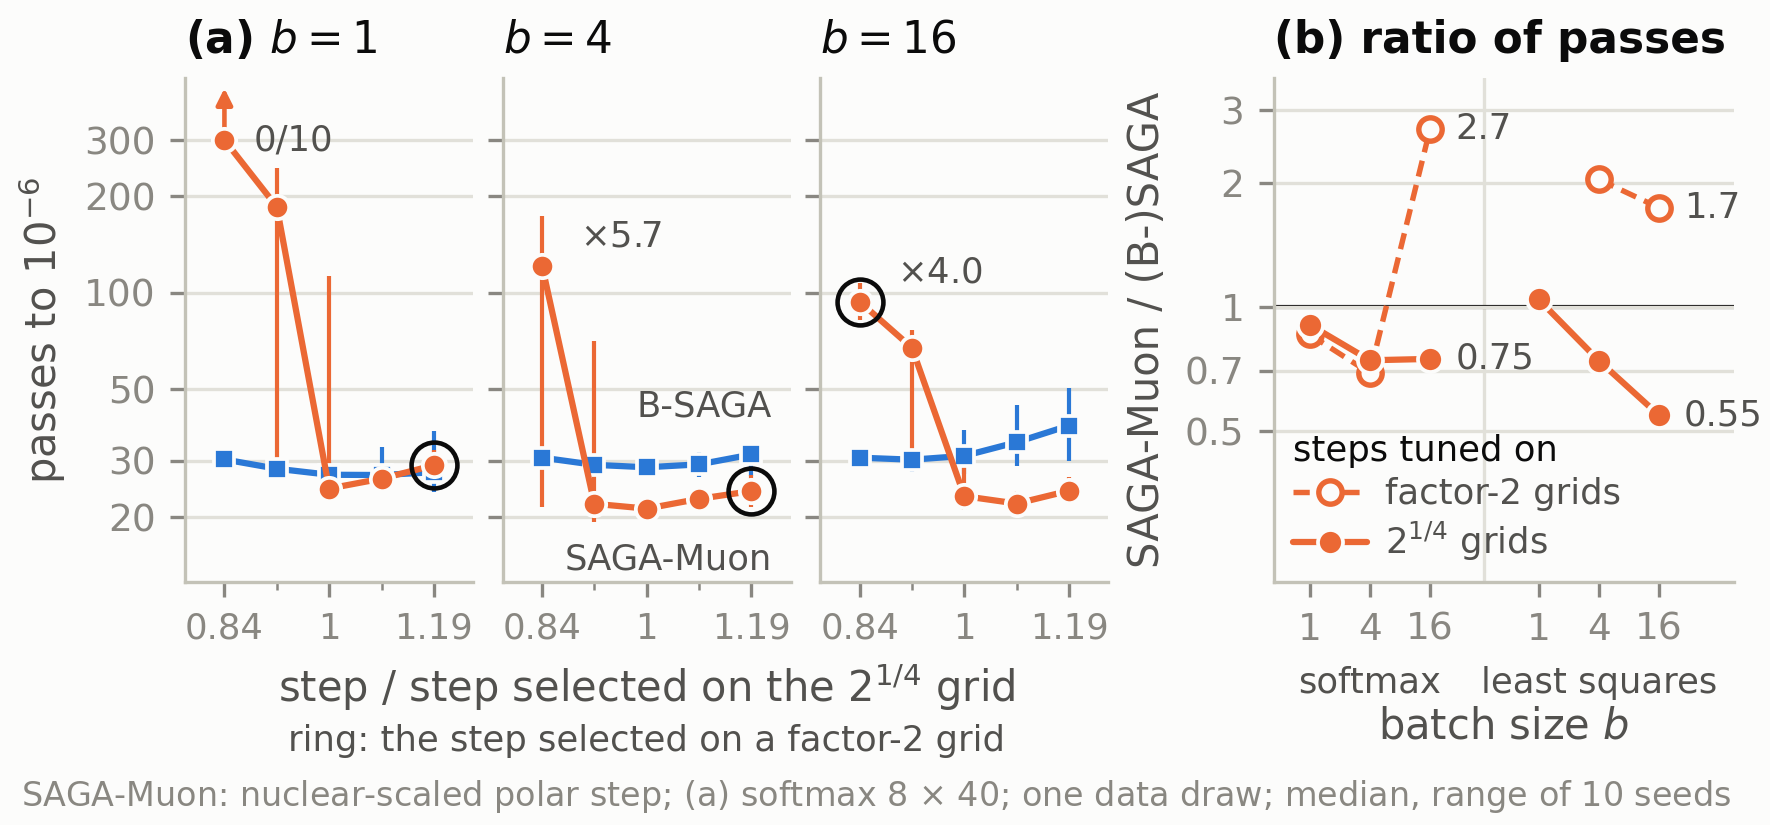 (a) b = 1
b = 4
b = 16
(b) ratio of passes
passes to 10⁻⁶
300
200
100
50
30
20
0/10
×5.7
×4.0
B-SAGA
SAGA-Muon
0.84 1 1.19
0.84 1 1.19
0.84 1 1.19
step / step selected on the 2^{1/4} grid
ring: the step selected on a factor-2 grid
SAGA-Muon / (B-)SAGA
3
2
1
0.7
0.5
2.7
1.7
0.75
0.55
steps tuned on
factor-2 grids
2^{1/4} grids
1 4 16 1 4 16
softmax least squares
batch size b
SAGA-Muon: nuclear-scaled polar step; (a) softmax 8 × 40; one data draw; median, range of 10 seeds